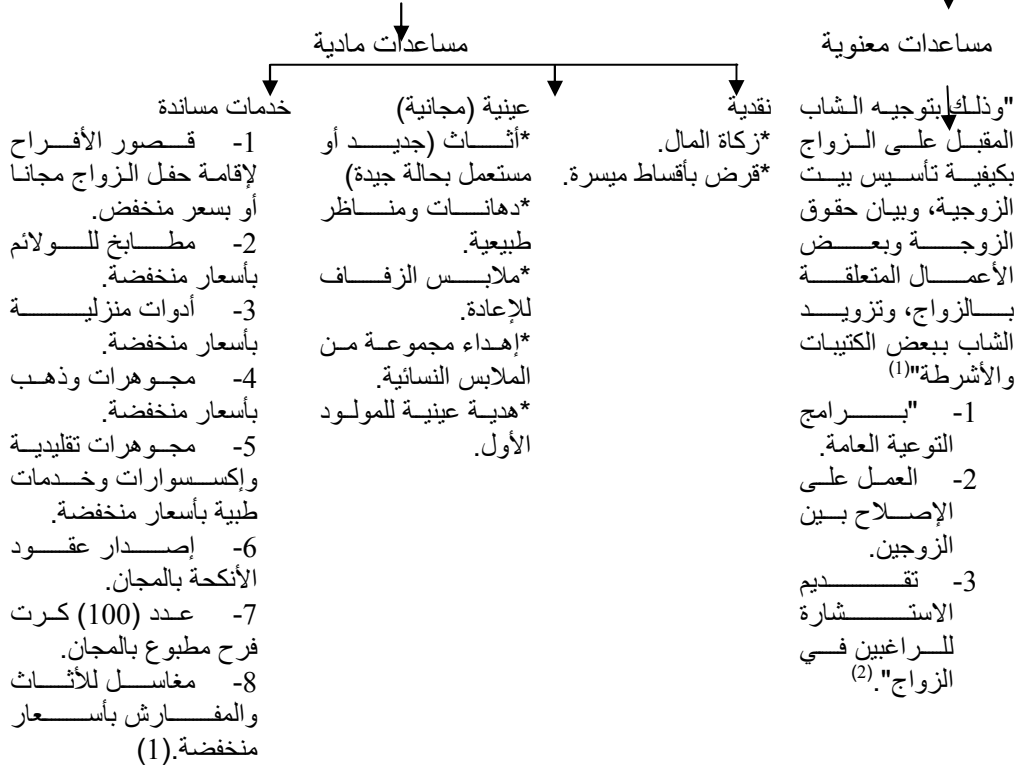 مساعدات معنوية
مساعدات مادية
"وذلك بتوجيه الشاب
المقبل على الزواج
بكيفية تأسيس بيت
الزوجية، وبيان حقوق
الزوجة وبعض
الأعمال المتعلقة
بالزواج، وتزويد
الشاب ببعض الكتيبات
والأشرطة"(1)
1- "برامج
التوعية العامة.
2- العمل على
الإصلاح بين
الزوجين.
3- تقديم
الاستشارة
للراغبين في
الزواج".(2)
نقدية
*زكاة المال.
*قرض بأقساط ميسرة.
عينية (مجانية)
*أثاث (جديد أو
مستعمل بحالة جيدة)
*دهانات ومناظر
طبيعية.
*ملابس الزفاف
للإعادة.
*إهداء مجموعة من
الملابس النسائية.
*هدية عينية للمولود
الأول.
خدمات مساندة
1- قصور الأفراح
لإقامة حفل الزواج مجانا
أو بسعر منخفض.
2- مطابخ للولائم
بأسعار منخفضة.
3- أدوات منزلية
بأسعار منخفضة.
4- مجوهرات وذهب
بأسعار منخفضة.
5- مجوهرات تقليدية
وإكسسوارات وخدمات
طبية بأسعار منخفضة.
6- إصدار عقود
الأنكحة بالمجان.
7- عدد (100) كرت
فرح مطبوع بالمجان.
8- مغاسل للأثاث
والمفارش بأسعار
منخفضة.(1)